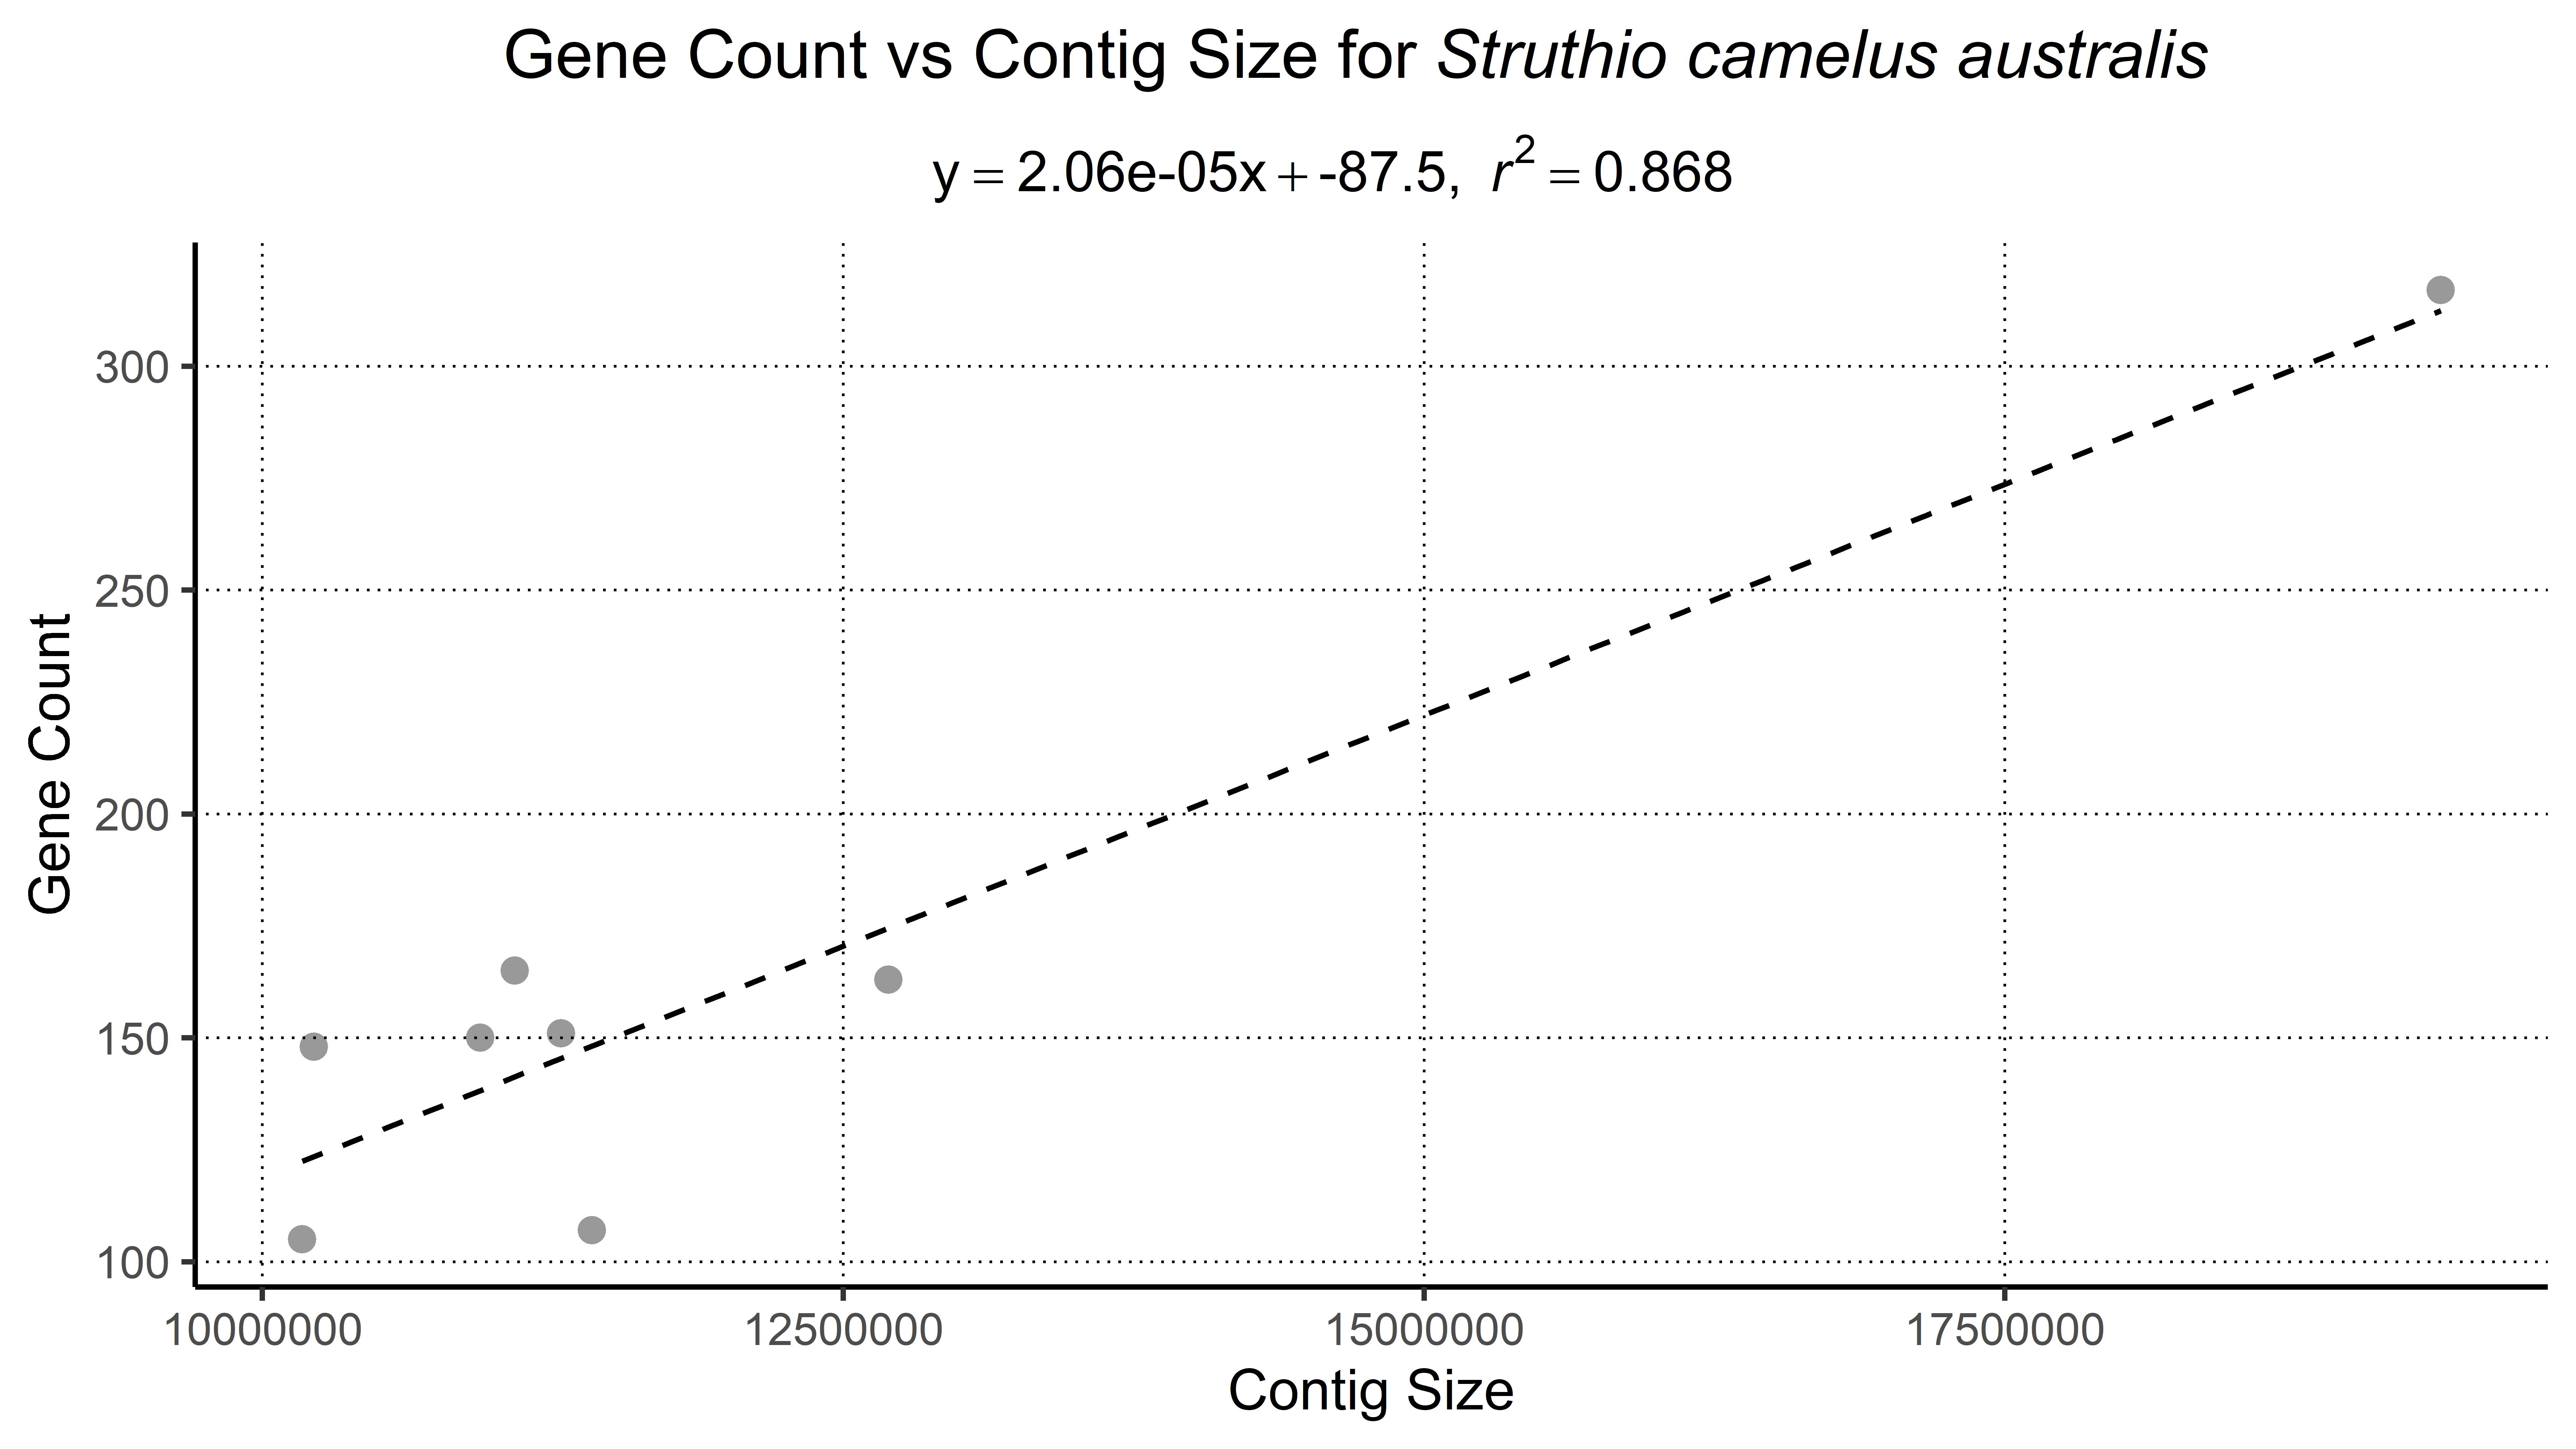 Gene Count vs Contig Size for Struthio camelus australis
y = 2.06e-05x + -87.5, r² = 0.868
Gene Count
300
250
200
150
100
10000000 12500000 15000000 17500000
Contig Size